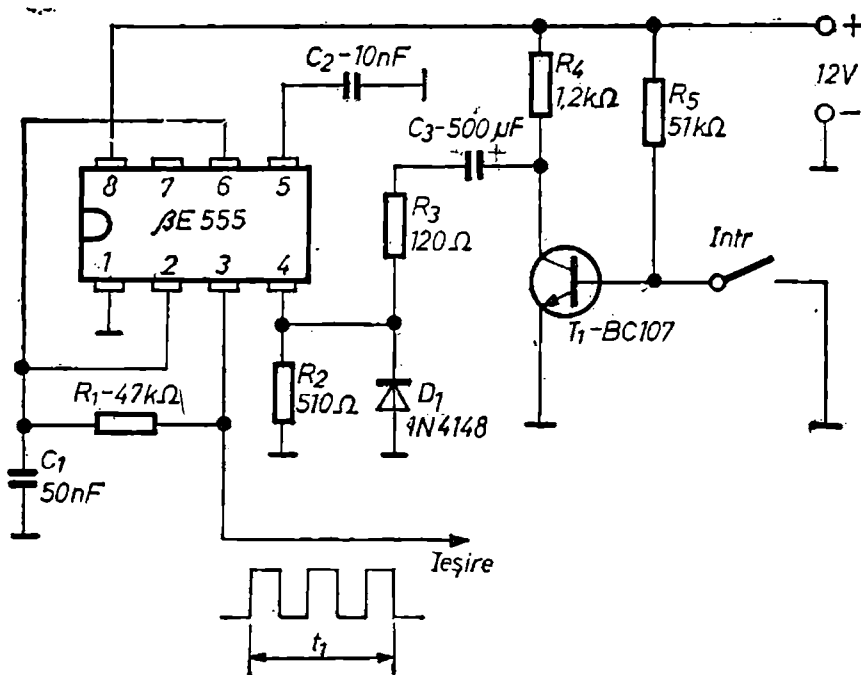 +
C2-10nF
R4
1,2kΩ
12V
R5
51kΩ
-
C3-500µF
+
8 7 6 5
βE 555
1 2 3 4
R3
120Ω
Intr
T1-BC107
R1-47kΩ
R2
510Ω
D1
1N4148
C1
50nF
Ieşire
t1